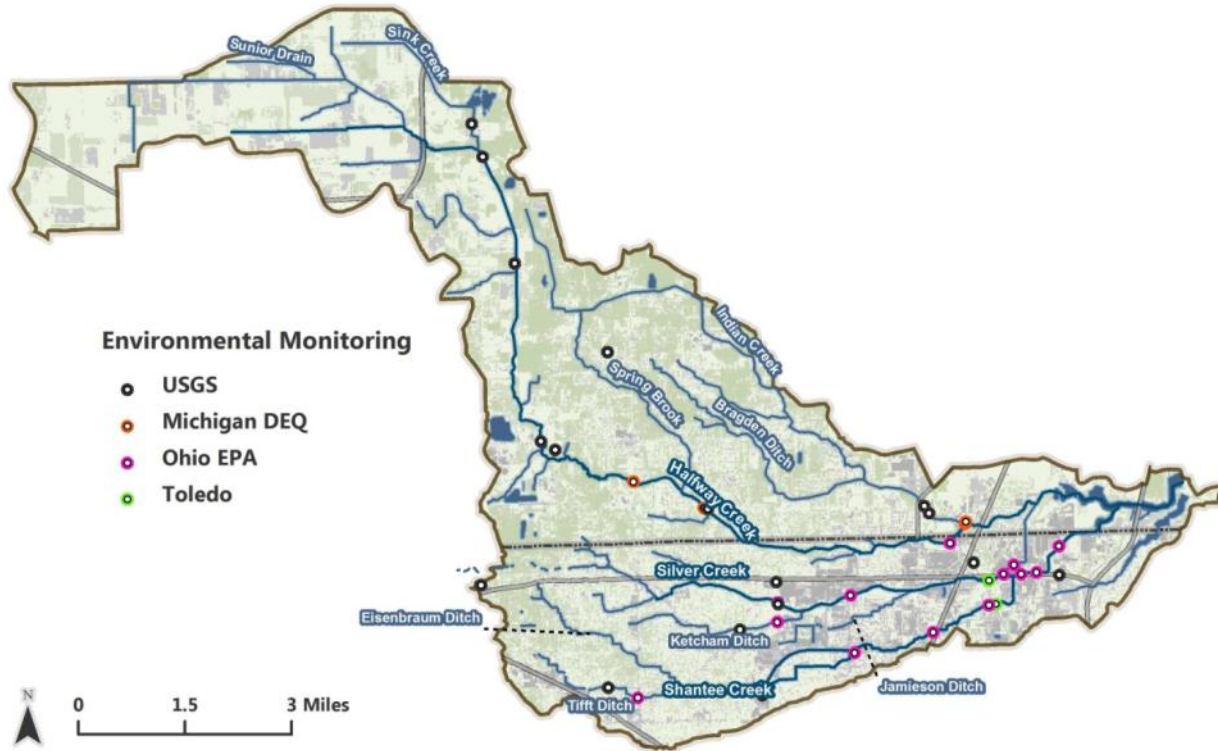 Sunior Drain
Sink Creek
Indian Creek
Spring Brook
Bragden Ditch
Environmental Monitoring
USGS
Michigan DEQ
Ohio EPA
Toledo
Halfway Creek
Silver Creek
Eisenbraum Ditch
Ketcham Ditch
Shantee Creek
Jamieson Ditch
Tifft Ditch
N
0 1.5 3 Miles